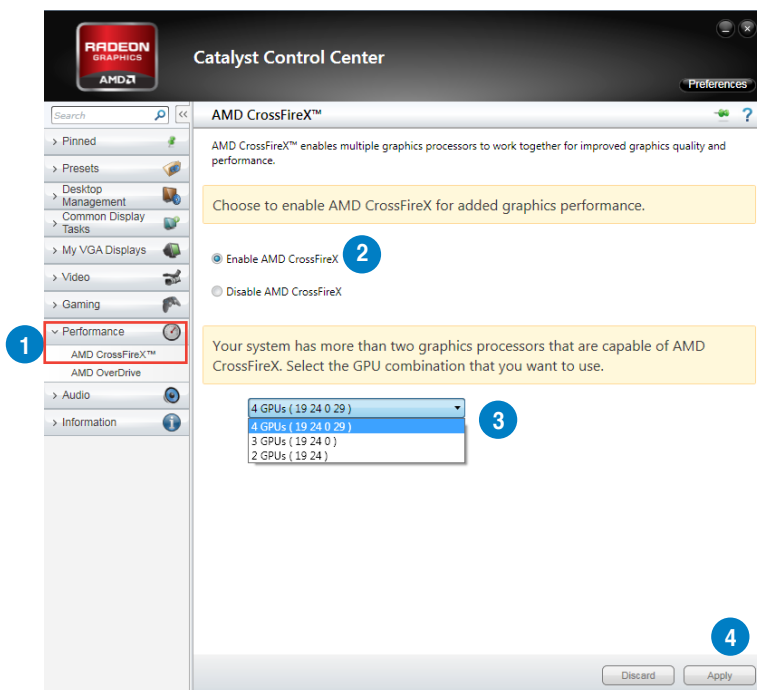 RADEON
GRAPHICS
AMD
Catalyst Control Center
Preferences
Search
<<
AMD CrossFireX™
?
> Pinned
AMD CrossFireX™ enables multiple graphics processors to work together for improved graphics quality and
performance.
> Presets
> Desktop
Management
> Common Display
Tasks
> My VGA Displays
> Video
> Gaming
Performance
AMD CrossFireX™
AMD OverDrive
> Audio
> Information
1
Choose to enable AMD CrossFireX for added graphics performance.
Enable AMD CrossFireX
2
Disable AMD CrossFireX
Your system has more than two graphics processors that are capable of AMD
CrossFireX. Select the GPU combination that you want to use.
4 GPUs ( 19 24 0 29 )
4 GPUs ( 19 24 0 29 )
3 GPUs ( 19 24 0 )
2 GPUs ( 19 24 )
3
4
Discard
Apply